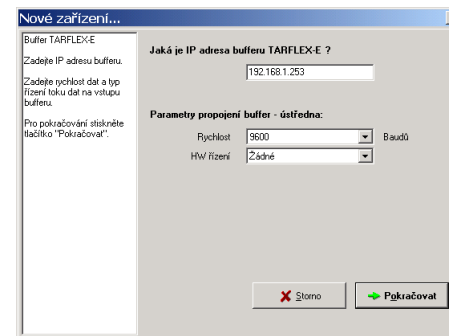 Nové zařízení...
Buffer TARFLEX-E
Zadejte IP adresu bufferu.
Zadejte rychlost dat a typ
řízení toku dat na vstupu
bufferu.
Pro pokračování stiskněte
tlačítko "Pokračovat".
Jaká je IP adresa bufferu TARFLEX-E ?
192.168.1.253
Parametry propojení buffer - ústředna:
Rychlost 9600 Baudů
HW řízení Žádné
Storno Pokračovat